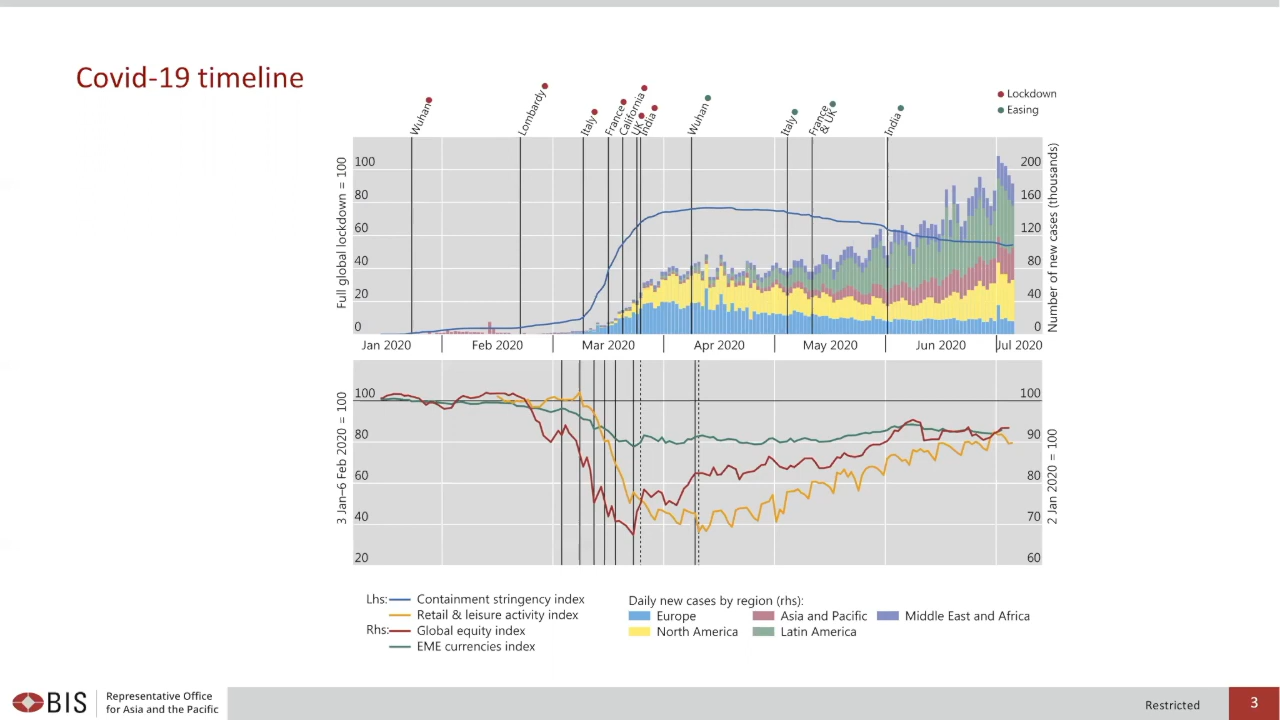 Covid-19 timeline
Wuhan
Lombardy
Italy
France
California
UK
India
Wuhan
Italy
France
& UK
India
Lockdown
Easing
Full global lockdown = 100
100
80
60
40
20
0
200
160
120
80
40
0
Number of new cases (thousands)
Jan 2020 Feb 2020 Mar 2020 Apr 2020 May 2020 Jun 2020 Jul 2020
3 Jan–6 Feb 2020 = 100
100
80
60
40
20
100
90
80
70
60
2 Jan 2020 = 100
Lhs: Containment stringency index
Retail & leisure activity index
Rhs: Global equity index
EME currencies index
Daily new cases by region (rhs):
Europe Asia and Pacific Middle East and Africa
North America Latin America
BIS
Representative Office
for Asia and the Pacific
Restricted
3